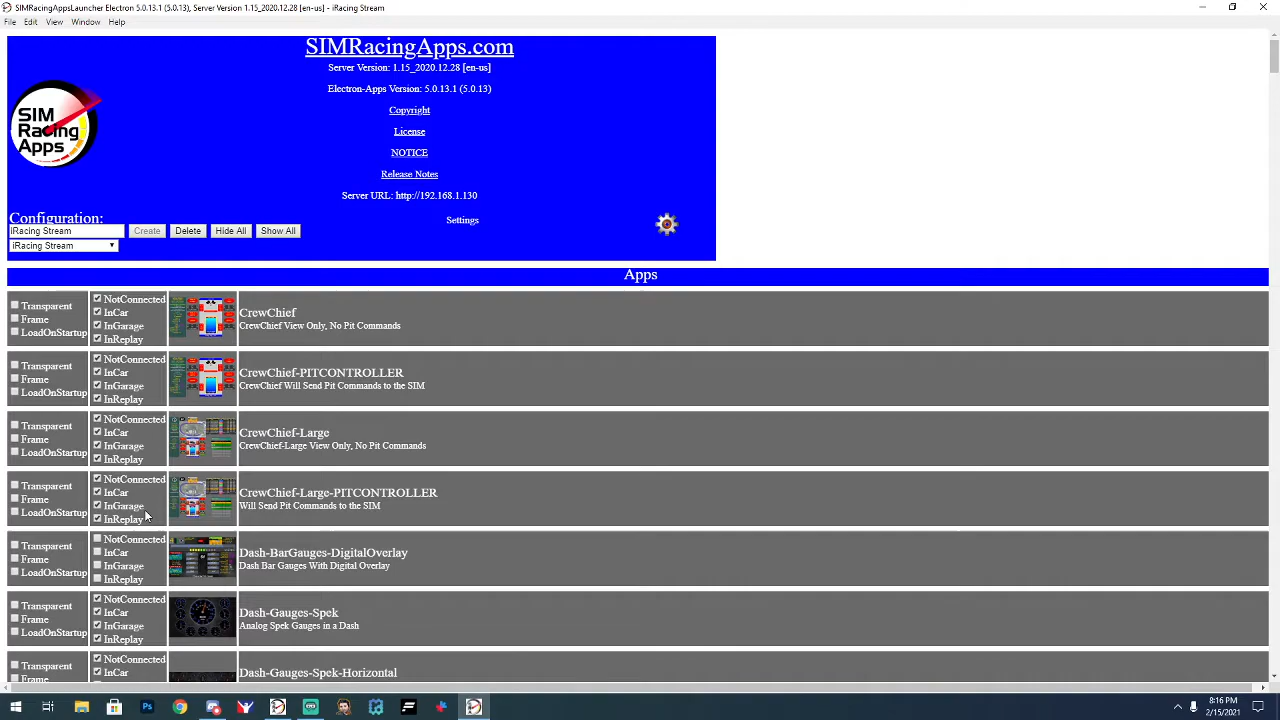 SIMRacingAppsLauncher Electron 5.0.13.1 (5.0.13), Server Version 1.15_2020.12.28 [en-us] - iRacing Stream
File Edit View Window Help
SIMRacingApps.com
Server Version: 1.15_2020.12.28 [en-us]
Electron-Apps Version: 5.0.13.1 (5.0.13)
Copyright
License
NOTICE
Release Notes
Server URL: http://192.168.1.130
SIM
Racing
Apps
Configuration:
Settings
iRacing Stream Create Delete Hide All Show All
iRacing Stream
Apps
Transparent
Frame
LoadOnStartup
NotConnected
InCar
InGarage
InReplay
CrewChief
CrewChief View Only, No Pit Commands
Transparent
Frame
LoadOnStartup
NotConnected
InCar
InGarage
InReplay
CrewChief-PITCONTROLLER
CrewChief Will Send Pit Commands to the SIM
Transparent
Frame
LoadOnStartup
NotConnected
InCar
InGarage
InReplay
CrewChief-Large
CrewChief-Large View Only, No Pit Commands
Transparent
Frame
LoadOnStartup
NotConnected
InCar
InGarage
InReplay
CrewChief-Large-PITCONTROLLER
Will Send Pit Commands to the SIM
Transparent
Frame
LoadOnStartup
NotConnected
InCar
InGarage
InReplay
Dash-BarGauges-DigitalOverlay
Dash Bar Gauges With Digital Overlay
Transparent
Frame
LoadOnStartup
NotConnected
InCar
InGarage
InReplay
Dash-Gauges-Spek
Analog Spek Gauges in a Dash
Transparent
Frame
NotConnected
InCar
Dash-Gauges-Spek-Horizontal
8:16 PM
2/15/2021